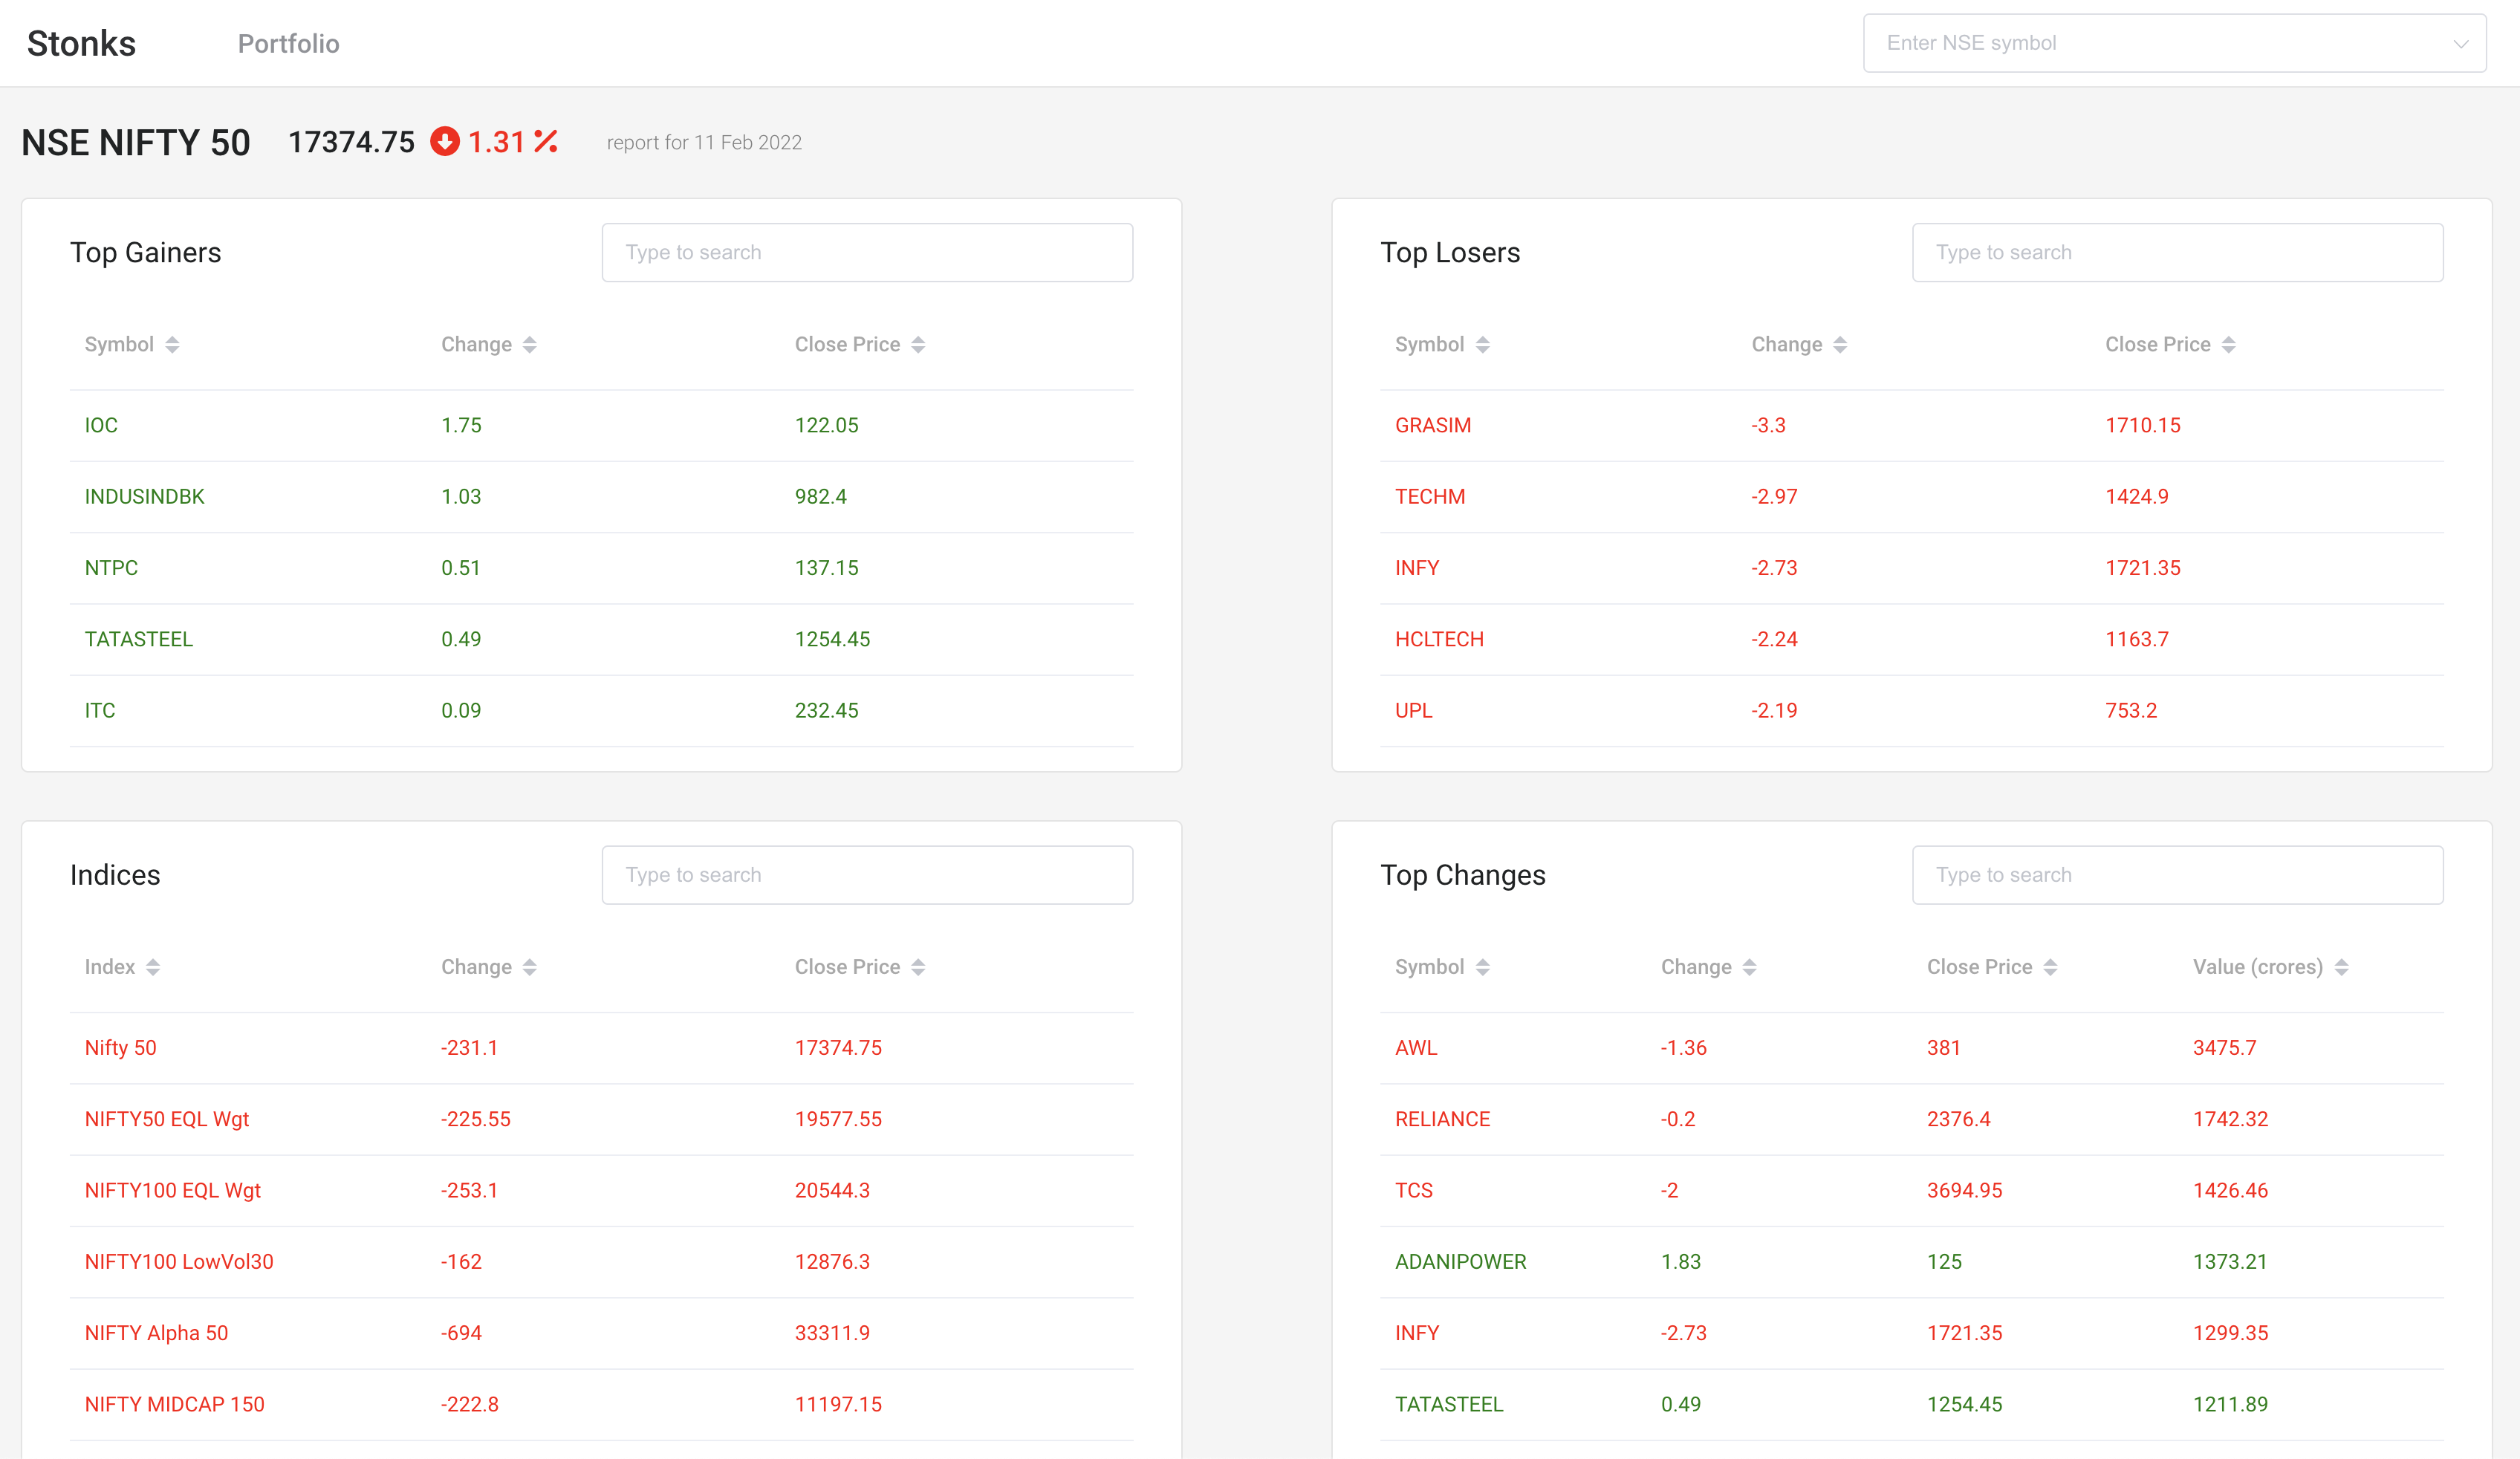 Stonks Portfolio Enter NSE symbol
NSE NIFTY 50 17374.75 1.31 % report for 11 Feb 2022
Top Gainers Type to search
Symbol Change Close Price
IOC 1.75 122.05
INDUSINDBK 1.03 982.4
NTPC 0.51 137.15
TATASTEEL 0.49 1254.45
ITC 0.09 232.45
Top Losers Type to search
Symbol Change Close Price
GRASIM -3.3 1710.15
TECHM -2.97 1424.9
INFY -2.73 1721.35
HCLTECH -2.24 1163.7
UPL -2.19 753.2
Indices Type to search
Index Change Close Price
Nifty 50 -231.1 17374.75
NIFTY50 EQL Wgt -225.55 19577.55
NIFTY100 EQL Wgt -253.1 20544.3
NIFTY100 LowVol30 -162 12876.3
NIFTY Alpha 50 -694 33311.9
NIFTY MIDCAP 150 -222.8 11197.15
Top Changes Type to search
Symbol Change Close Price Value (crores)
AWL -1.36 381 3475.7
RELIANCE -0.2 2376.4 1742.32
TCS -2 3694.95 1426.46
ADANIPOWER 1.83 125 1373.21
INFY -2.73 1721.35 1299.35
TATASTEEL 0.49 1254.45 1211.89